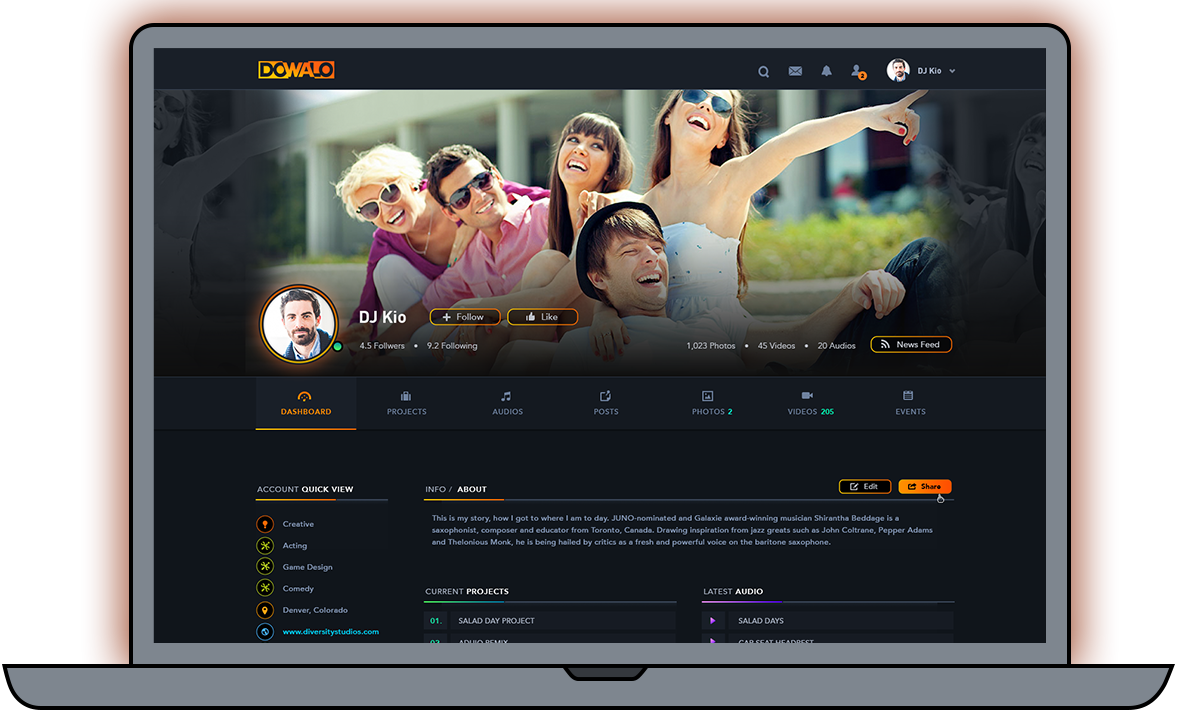 DOWALO
2
DJ Kio
DJ Kio
Follow
Like
4.5 Follwers • 9.2 Following
1,023 Photos • 45 Videos • 20 Audios
News Feed
DASHBOARD
PROJECTS
AUDIOS
POSTS
PHOTOS 2
VIDEOS 205
EVENTS
ACCOUNT QUICK VIEW
Creative
Acting
Game Design
Comedy
Denver, Colorado
www.diversitystudios.com
INFO / ABOUT
Edit
Share
This is my story, how I got to where I am to day. JUNO-nominated and Galaxie award-winning musician Shirantha Beddage is a
saxophonist, composer and educator from Toronto, Canada. Drawing inspiration from jazz greats such as John Coltrane, Pepper Adams
and Thelonious Monk, he is being hailed by critics as a fresh and powerful voice on the baritone saxophone.
CURRENT PROJECTS
01. SALAD DAY PROJECT
02. ADUIO REMIX
LATEST AUDIO
SALAD DAYS
CAR SEAT HEADREST